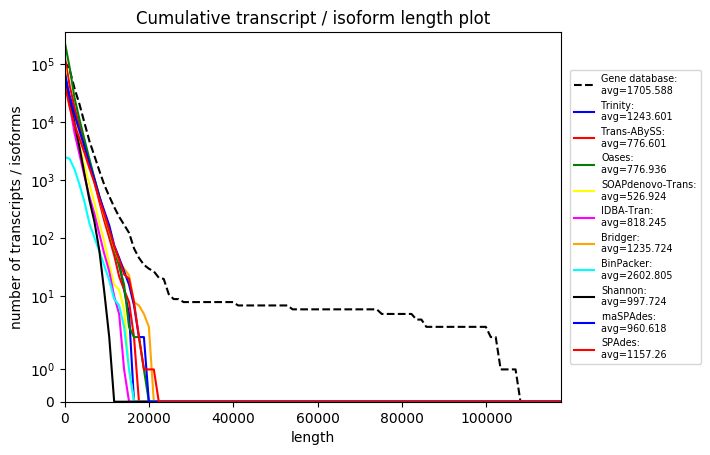 Cumulative transcript / isoform length plot
number of transcripts / isoforms
10^5
10^4
10^3
10^2
10^1
10^0
0
0
20000
40000
60000
80000
100000
length
Gene database:
avg=1705.588
Trinity:
avg=1243.601
Trans-ABySS:
avg=776.601
Oases:
avg=776.936
SOAPdenovo-Trans:
avg=526.924
IDBA-Tran:
avg=818.245
Bridger:
avg=1235.724
BinPacker:
avg=2602.805
Shannon:
avg=997.724
rnaSPAdes:
avg=960.618
SPAdes:
avg=1157.26